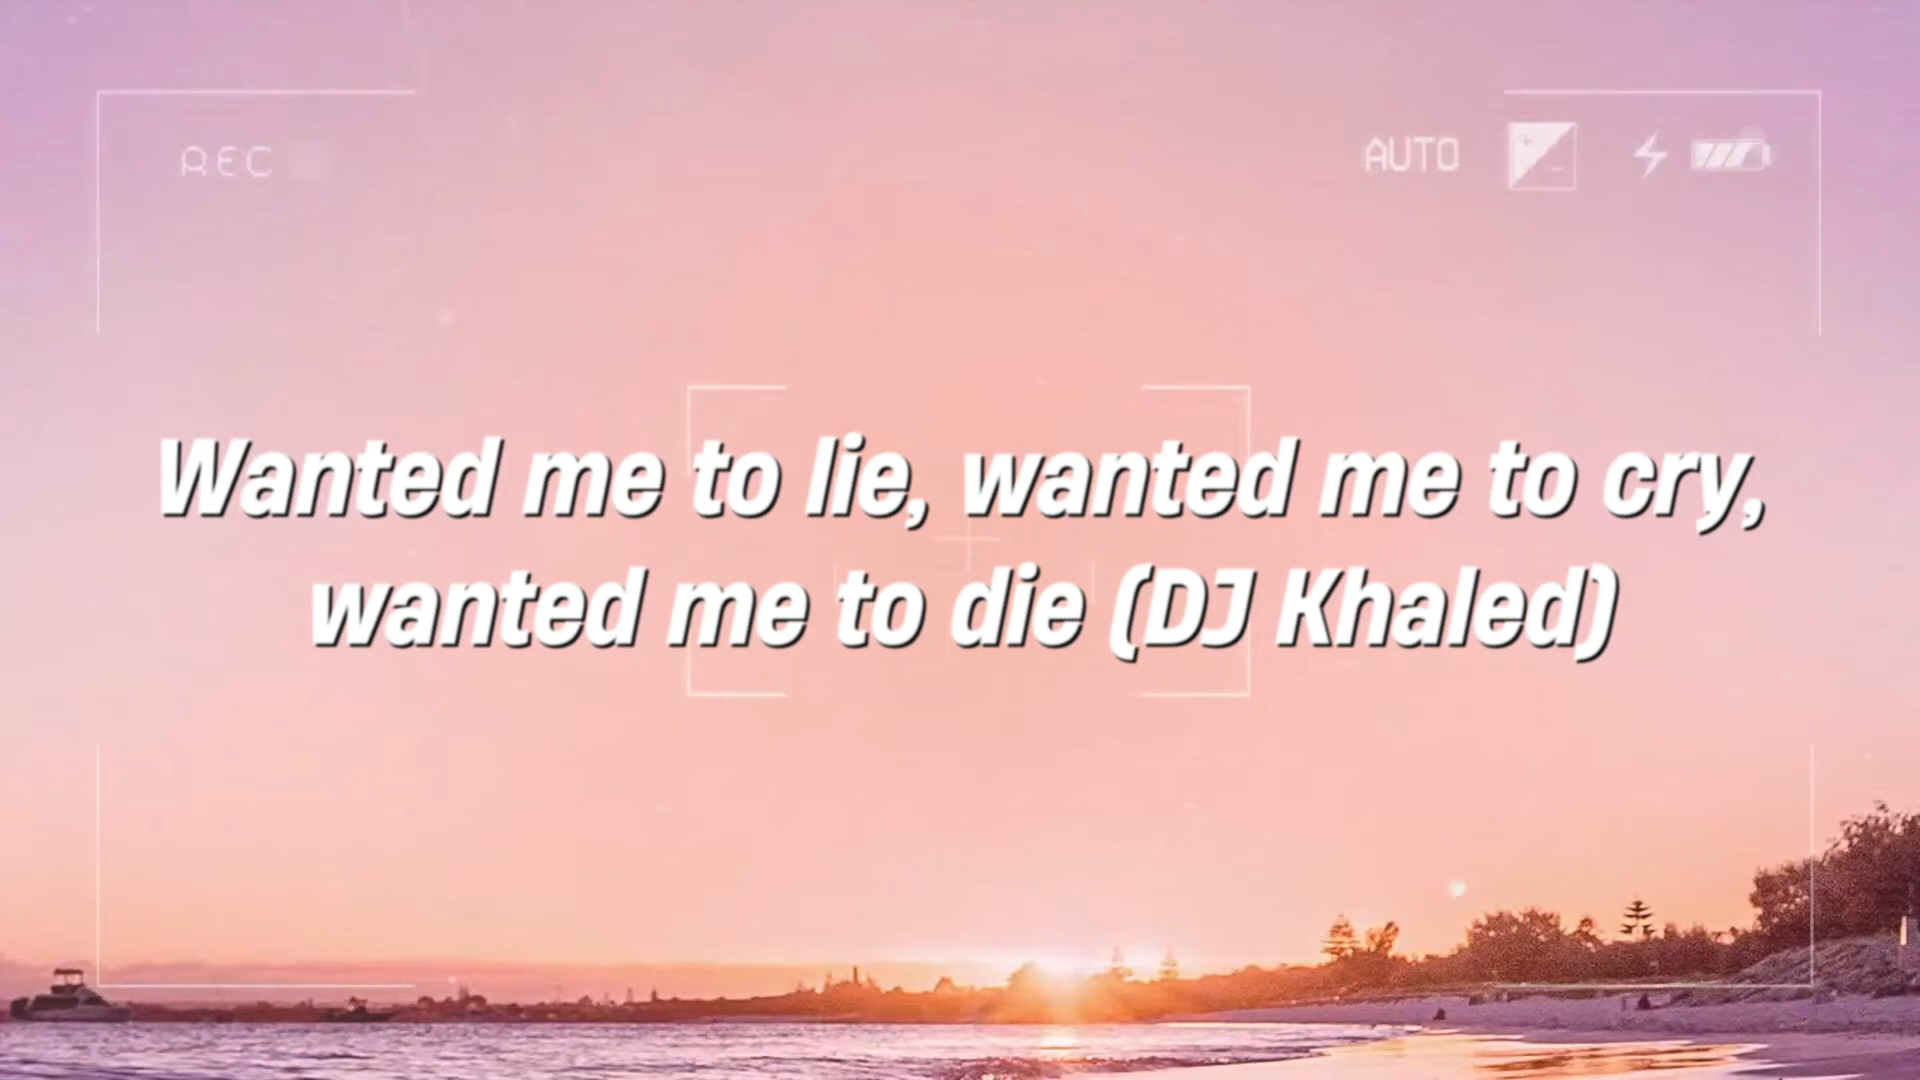 REC
AUTO
Wanted me to lie, wanted me to cry,
wanted me to die (DJ Khaled)